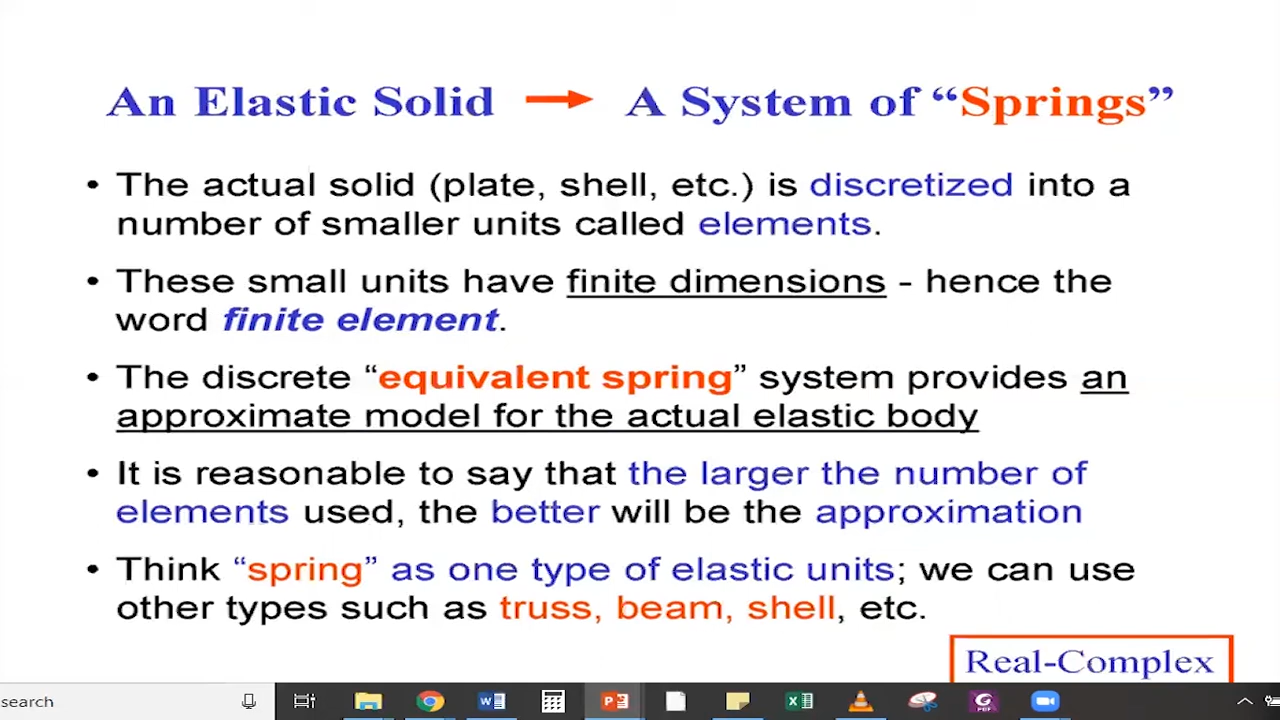 An Elastic Solid → A System of “Springs”
• The actual solid (plate, shell, etc.) is discretized into a
number of smaller units called elements.
• These small units have finite dimensions - hence the
word finite element.
• The discrete “equivalent spring” system provides an
approximate model for the actual elastic body
• It is reasonable to say that the larger the number of
elements used, the better will be the approximation
• Think “spring” as one type of elastic units; we can use
other types such as truss, beam, shell, etc.
Real-Complex
search